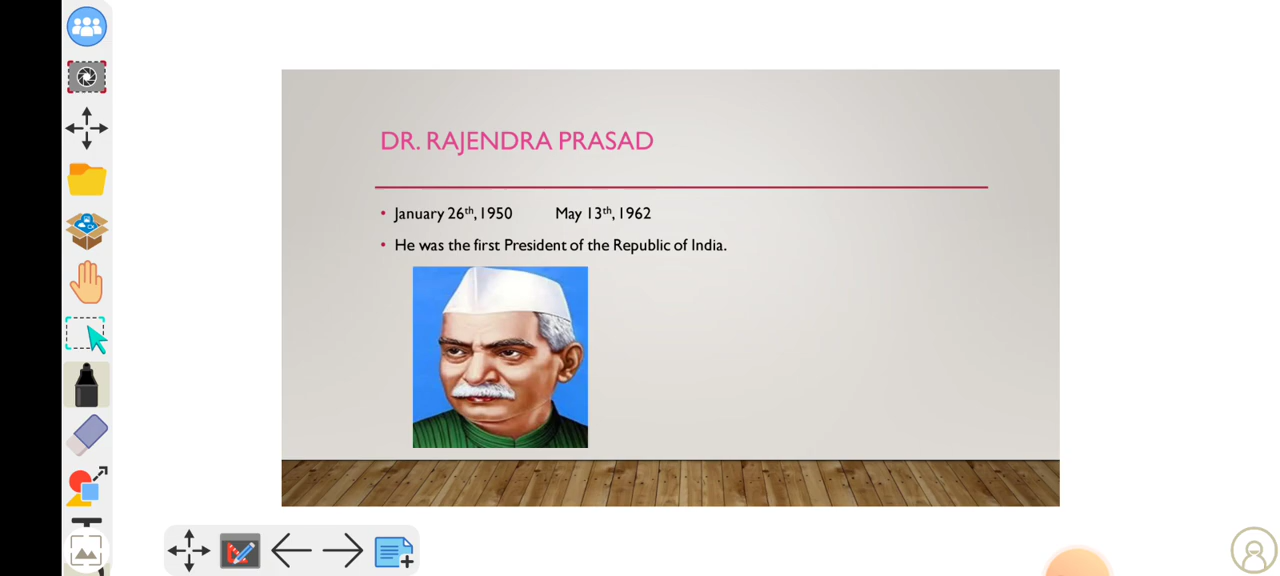 DR. RAJENDRA PRASAD
• January 26th, 1950 May 13th, 1962
• He was the first President of the Republic of India.